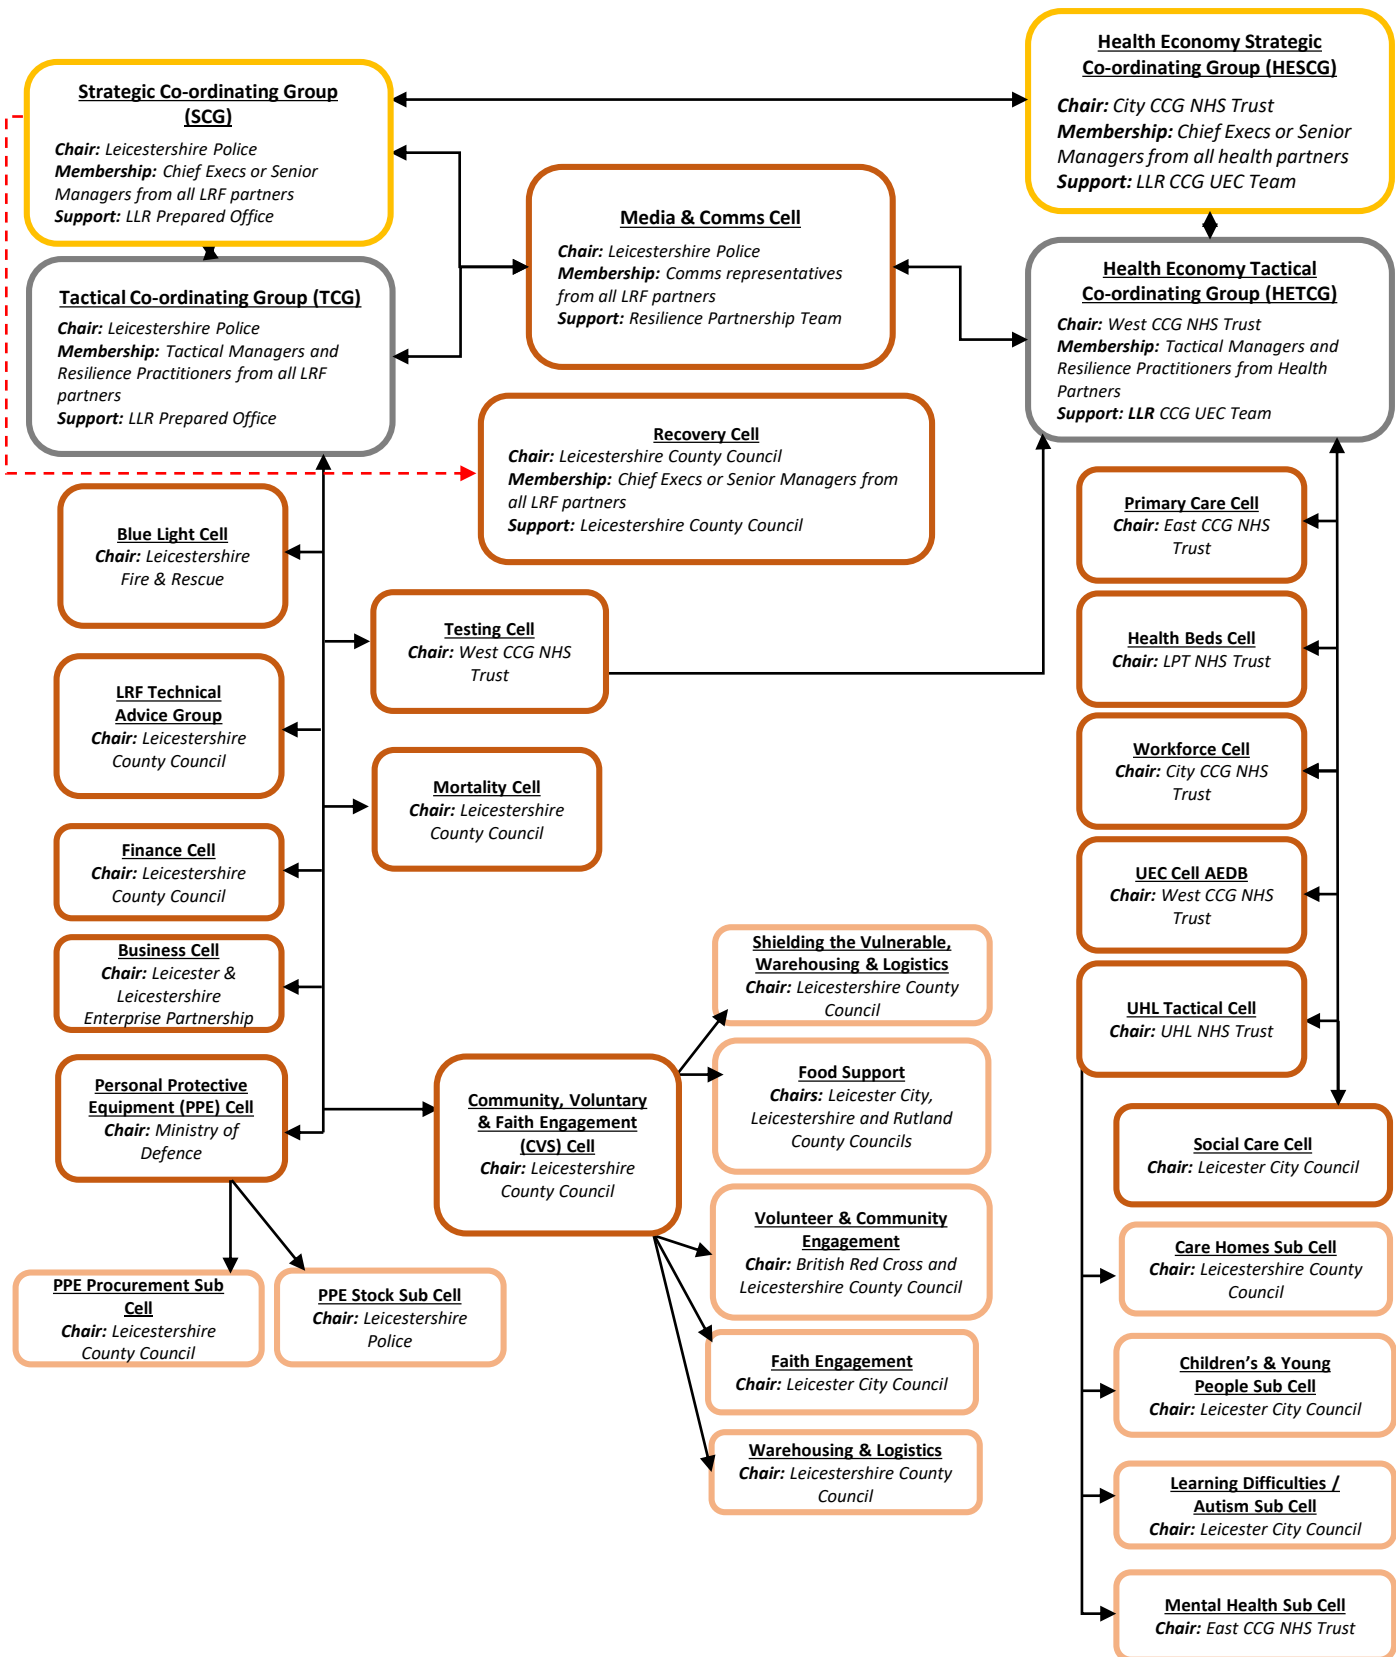 Strategic Co-ordinating Group
(SCG)
Chair: Leicestershire Police
Membership: Chief Execs or Senior
Managers from all LRF partners
Support: LLR Prepared Office
Health Economy Strategic
Co-ordinating Group (HESCG)
Chair: City CCG NHS Trust
Membership: Chief Execs or Senior
Managers from all health partners
Support: LLR CCG UEC Team
Media & Comms Cell
Chair: Leicestershire Police
Membership: Comms representatives
from all LRF partners
Support: Resilience Partnership Team
Tactical Co-ordinating Group (TCG)
Chair: Leicestershire Police
Membership: Tactical Managers and
Resilience Practitioners from all LRF
partners
Support: LLR Prepared Office
Health Economy Tactical
Co-ordinating Group (HETCG)
Chair: West CCG NHS Trust
Membership: Tactical Managers and
Resilience Practitioners from Health
Partners
Support: LLR CCG UEC Team
Recovery Cell
Chair: Leicestershire County Council
Membership: Chief Execs or Senior Managers from
all LRF partners
Support: Leicestershire County Council
Blue Light Cell
Chair: Leicestershire
Fire & Rescue
Testing Cell
Chair: West CCG NHS
Trust
LRF Technical
Advice Group
Chair: Leicestershire
County Council
Mortality Cell
Chair: Leicestershire
County Council
Finance Cell
Chair: Leicestershire
County Council
Business Cell
Chair: Leicester &
Leicestershire
Enterprise Partnership
Personal Protective
Equipment (PPE) Cell
Chair: Ministry of
Defence
PPE Procurement Sub
Cell
Chair: Leicestershire
County Council
PPE Stock Sub Cell
Chair: Leicestershire
Police
Community, Voluntary
& Faith Engagement
(CVS) Cell
Chair: Leicestershire
County Council
Shielding the Vulnerable,
Warehousing & Logistics
Chair: Leicestershire County
Council
Food Support
Chairs: Leicester City,
Leicestershire and Rutland
County Councils
Volunteer & Community
Engagement
Chair: British Red Cross and
Leicestershire County Council
Faith Engagement
Chair: Leicester City Council
Warehousing & Logistics
Chair: Leicestershire County
Council
Primary Care Cell
Chair: East CCG NHS
Trust
Health Beds Cell
Chair: LPT NHS Trust
Workforce Cell
Chair: City CCG NHS
Trust
UEC Cell AEDB
Chair: West CCG NHS
Trust
UHL Tactical Cell
Chair: UHL NHS Trust
Social Care Cell
Chair: Leicester City Council
Care Homes Sub Cell
Chair: Leicestershire County
Council
Children's & Young
People Sub Cell
Chair: Leicester City Council
Learning Difficulties /
Autism Sub Cell
Chair: Leicester City Council
Mental Health Sub Cell
Chair: East CCG NHS Trust